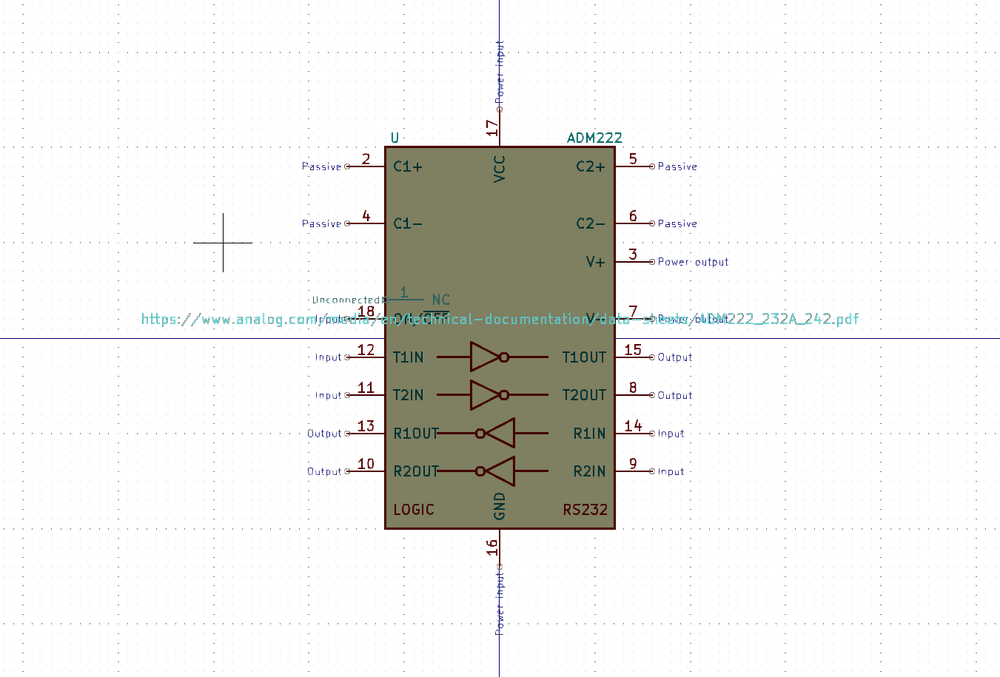 Power input
17
U ADM222
VCC
Passive 2 C1+ C2+ 5 Passive
Passive 4 C1- C2- 6 Passive
V+ 3 Power output
Unconnected 1 NC
18 V- 7
https://www.analog.com/media/en/technical-documentation/data-sheets/ADM222_232A_242.pdf
Input 12 T1IN T1OUT 15 Output
Input 11 T2IN T2OUT 8 Output
Output 13 R1OUT R1IN 14 Input
Output 10 R2OUT R2IN 9 Input
GND
LOGIC RS232
16
Power input